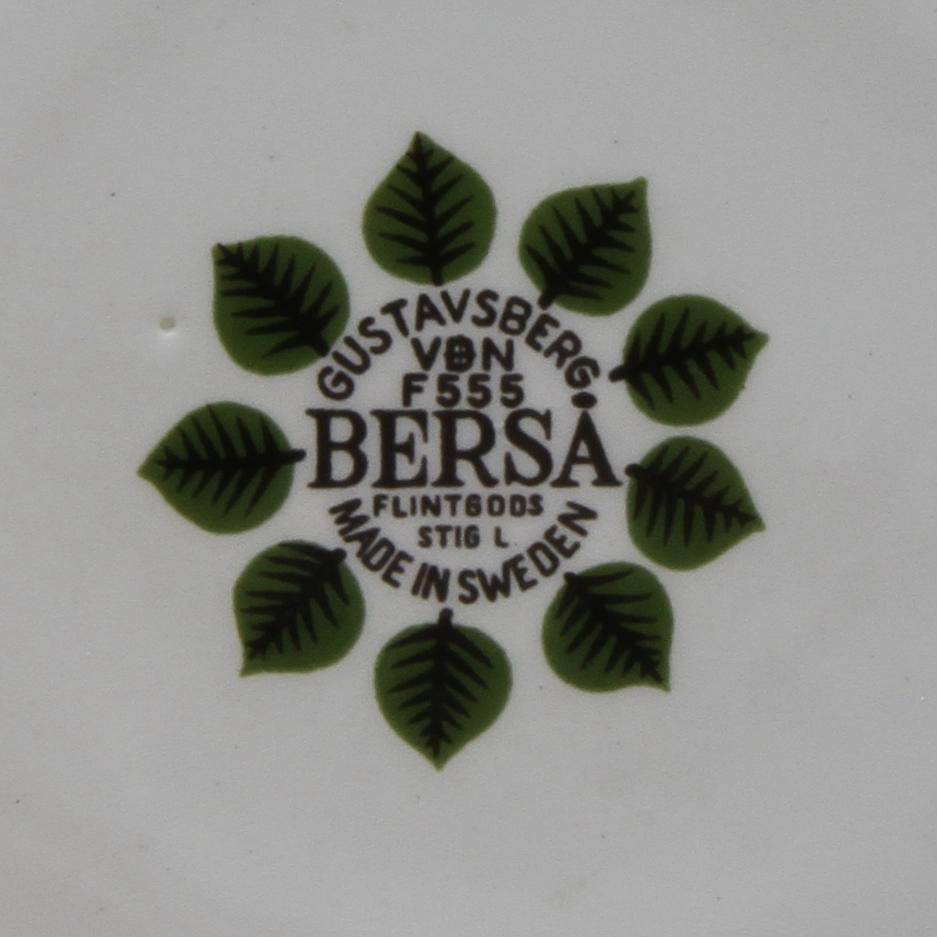 GUSTAVSBERG.
F555
BERSÅ
FLINTGODS
STIG L.
MADE IN SWEDEN